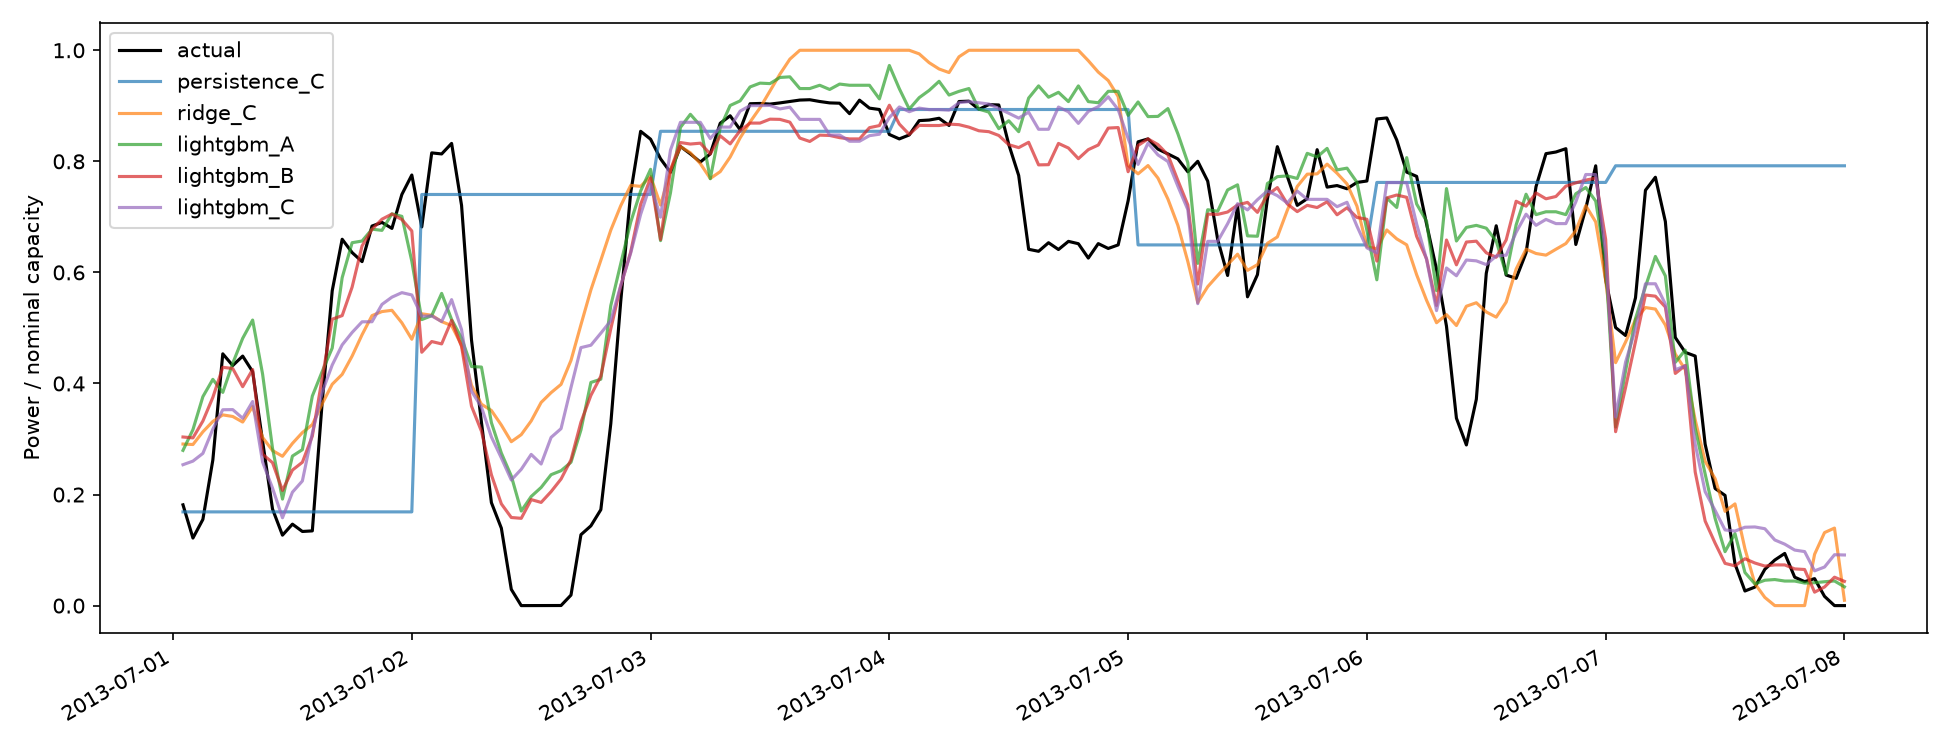 1.0
0.8
0.6
0.4
0.2
0.0
Power / nominal capacity
actual
persistence_C
ridge_C
lightgbm_A
lightgbm_B
lightgbm_C
2013-07-01
2013-07-02
2013-07-03
2013-07-04
2013-07-05
2013-07-06
2013-07-07
2013-07-08